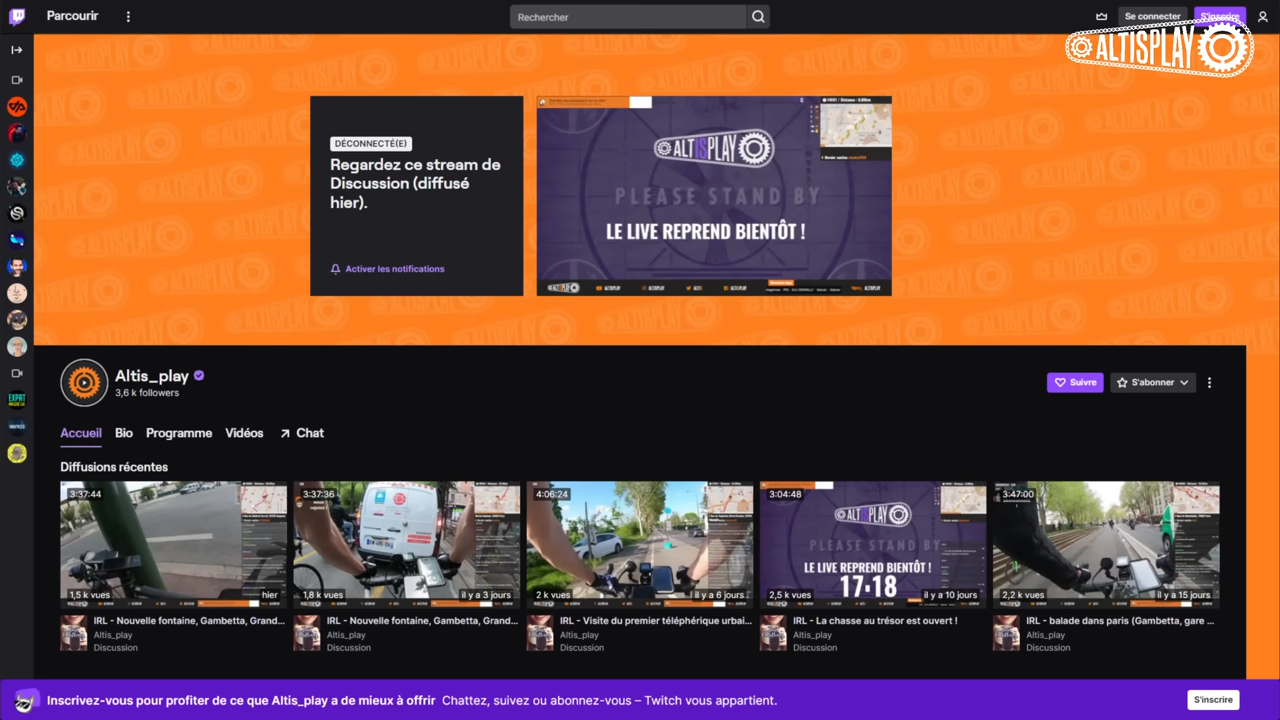 Parcourir
Rechercher
Se connecter
S'inscrire
ALTISPLAY
DÉCONNECTÉ(E)
Regardez ce stream de
Discussion (diffusé
hier).
Activer les notifications
ALTISPLAY
PLEASE STAND BY
LE LIVE REPREND BIENTÔT !
Altis_play
3,6 k followers
Suivre
S'abonner
Accueil
Bio
Programme
Vidéos
Chat
Diffusions récentes
3:37:44
1,5 k vues
hier
3:37:36
1,8 k vues
il y a 3 jours
4:06:24
2 k vues
il y a 6 jours
3:04:48
ALTISPLAY
PLEASE STAND BY
LE LIVE REPREND BIENTÔT !
17:18
2,5 k vues
il y a 10 jours
3:47:00
2,2 k vues
il y a 15 jours
IRL - Nouvelle fontaine, Gambetta, Grand...
Altis_play
Discussion
IRL - Nouvelle fontaine, Gambetta, Grand...
Altis_play
Discussion
IRL - Visite du premier téléphérique urbai...
Altis_play
Discussion
IRL - La chasse au trésor est ouvert !
Altis_play
Discussion
IRL - balade dans paris (Gambetta, gare ...
Altis_play
Discussion
EXPAT
Inscrivez-vous pour profiter de ce que Altis_play a de mieux à offrir Chattez, suivez ou abonnez-vous – Twitch vous appartient.
S'inscrire